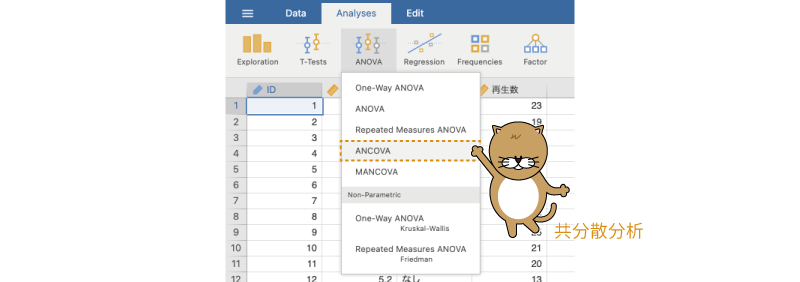 Data Analyses Edit
Exploration T-Tests ANOVA Regression Frequencies Factor
ID 再生数
1 1 23
2 2 19
3 3
4 4
5 5
6 6
7 7
8 8
9 9
10 10 21
11 11 20
12 12 5.2 なし 13
One-Way ANOVA
ANOVA
Repeated Measures ANOVA
ANCOVA
MANCOVA
Non-Parametric
One-Way ANOVA
Kruskal-Wallis
Repeated Measures ANOVA
Friedman
共分散分析